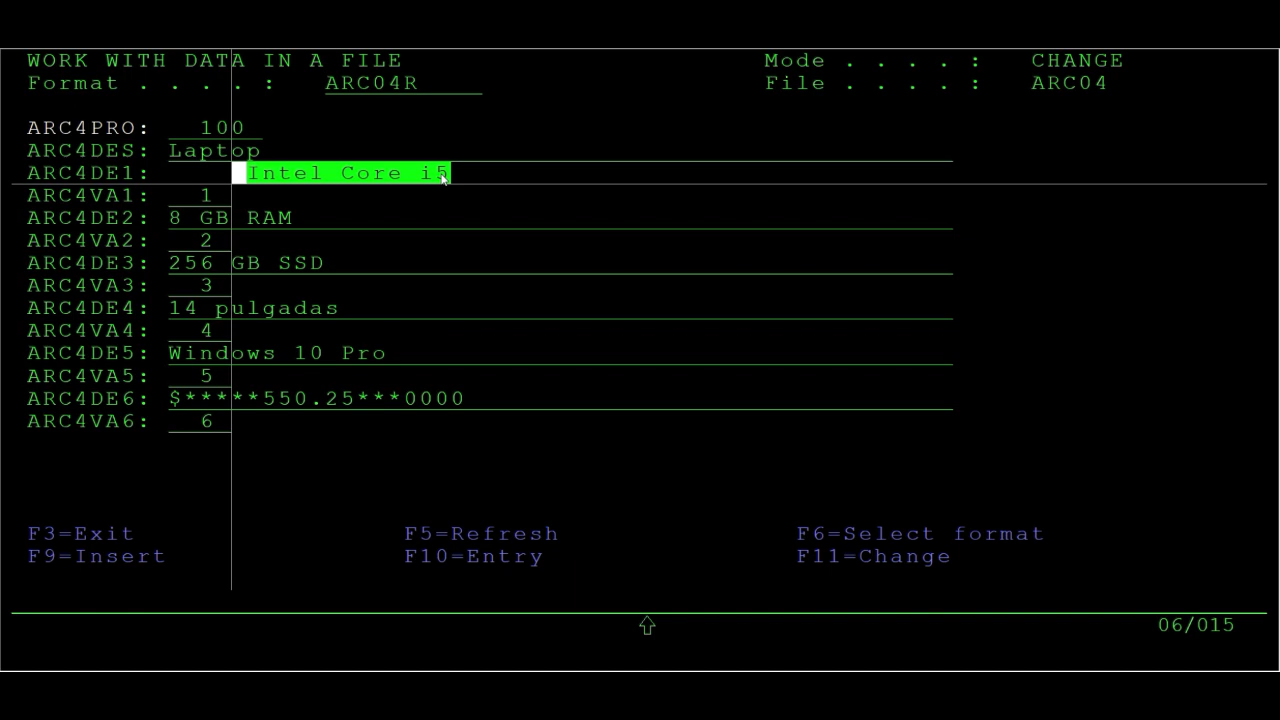 WORK WITH DATA IN A FILE Mode . . . . : CHANGE
Format . . . . : ARC04R File . . . . : ARC04
ARC4PRO: 100
ARC4DES: Laptop
ARC4DE1: Intel Core i5
ARC4VA1: 1
ARC4DE2: 8 GB RAM
ARC4VA2: 2
ARC4DE3: 256 GB SSD
ARC4VA3: 3
ARC4DE4: 14 pulgadas
ARC4VA4: 4
ARC4DE5: Windows 10 Pro
ARC4VA5: 5
ARC4DE6: $*****550.25***0000
ARC4VA6: 6
F3=Exit F5=Refresh F6=Select format
F9=Insert F10=Entry F11=Change
06/015